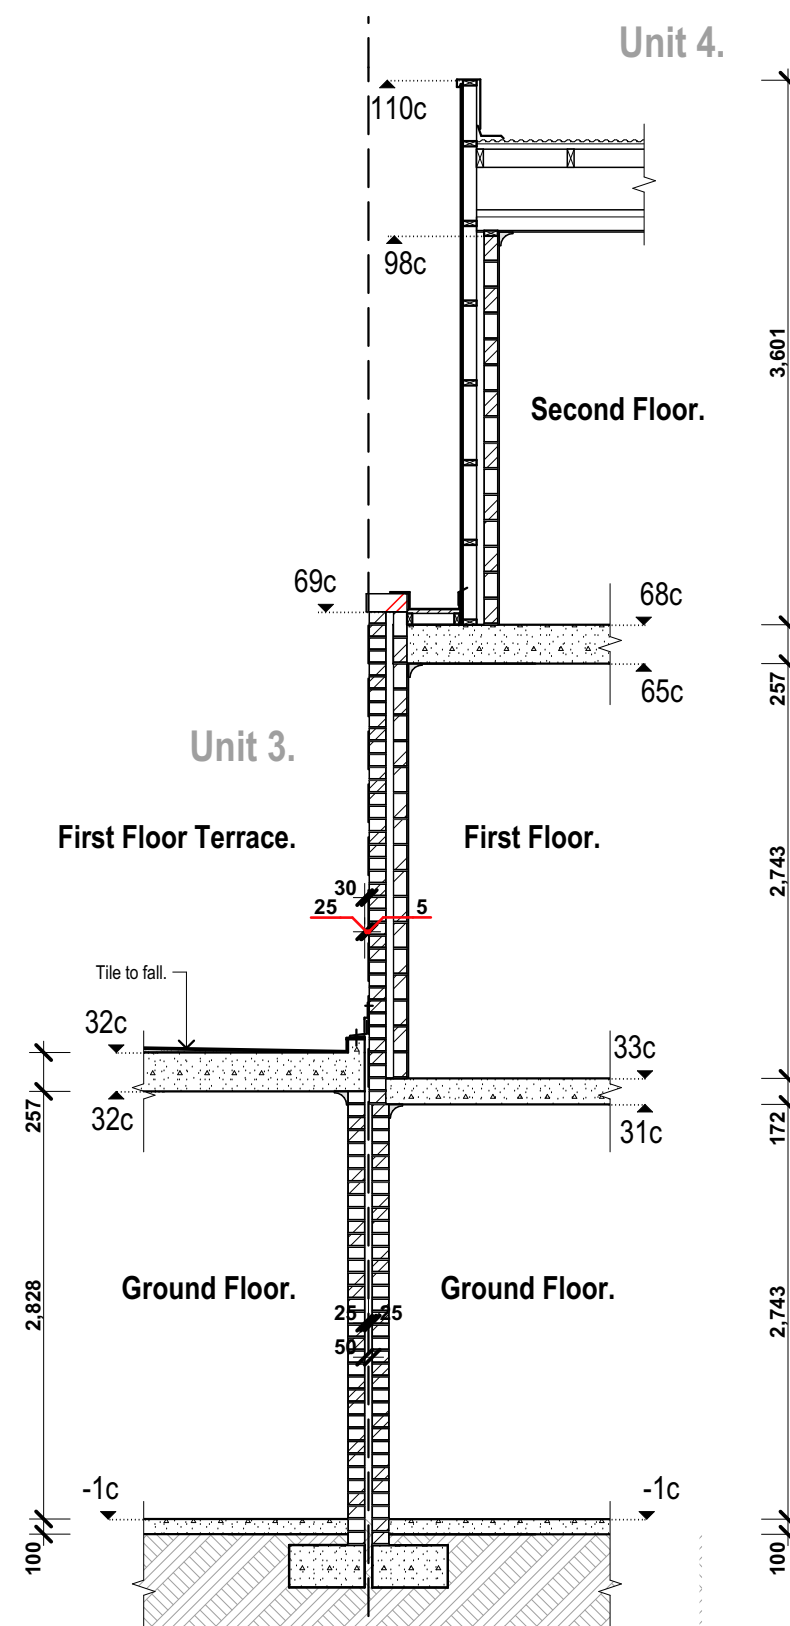 Unit 4.
110c
98c
3,601
Second Floor.
69c
68c
65c
257
Unit 3.
First Floor Terrace.
First Floor.
2,743
30
25
5
Tile to fall.
32c
33c
32c
31c
257
172
Ground Floor.
Ground Floor.
2,828
2,743
25
25
50
-1c
-1c
100
100